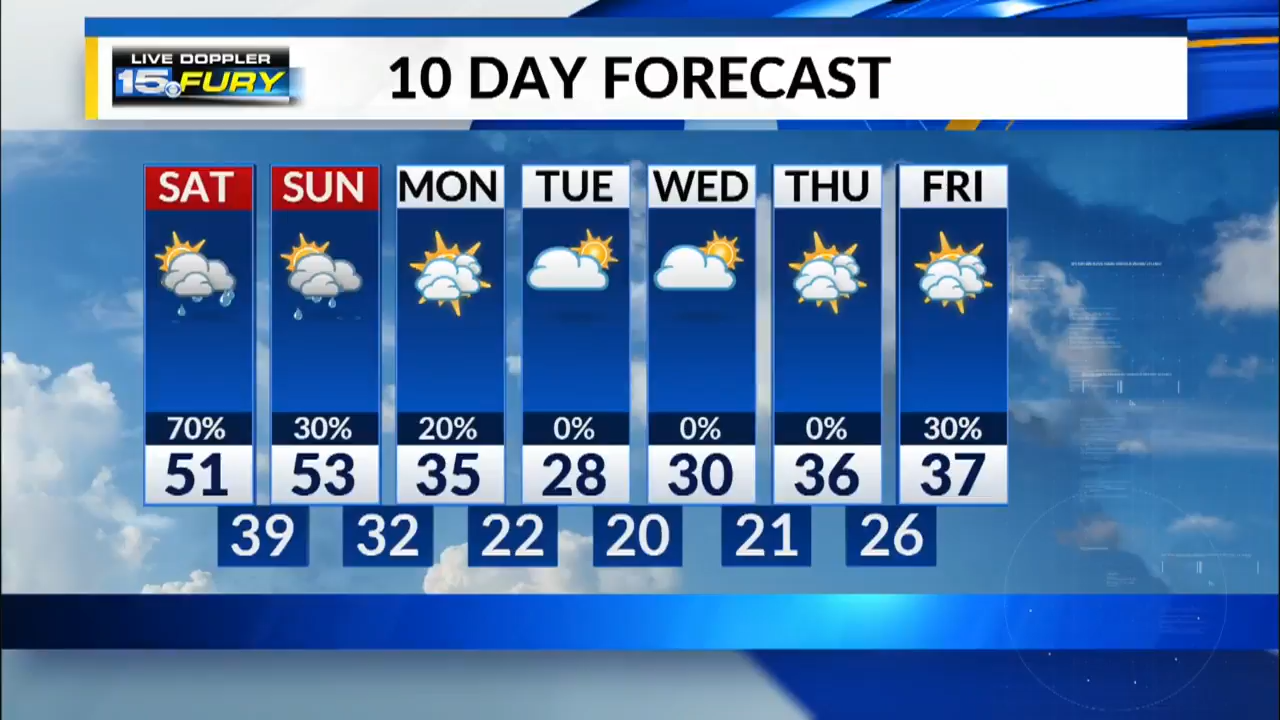 LIVE DOPPLER
15 FURY
10 DAY FORECAST
SAT SUN MON TUE WED THU FRI
70% 30% 20% 0% 0% 0% 30%
51 53 35 28 30 36 37
39 32 22 20 21 26